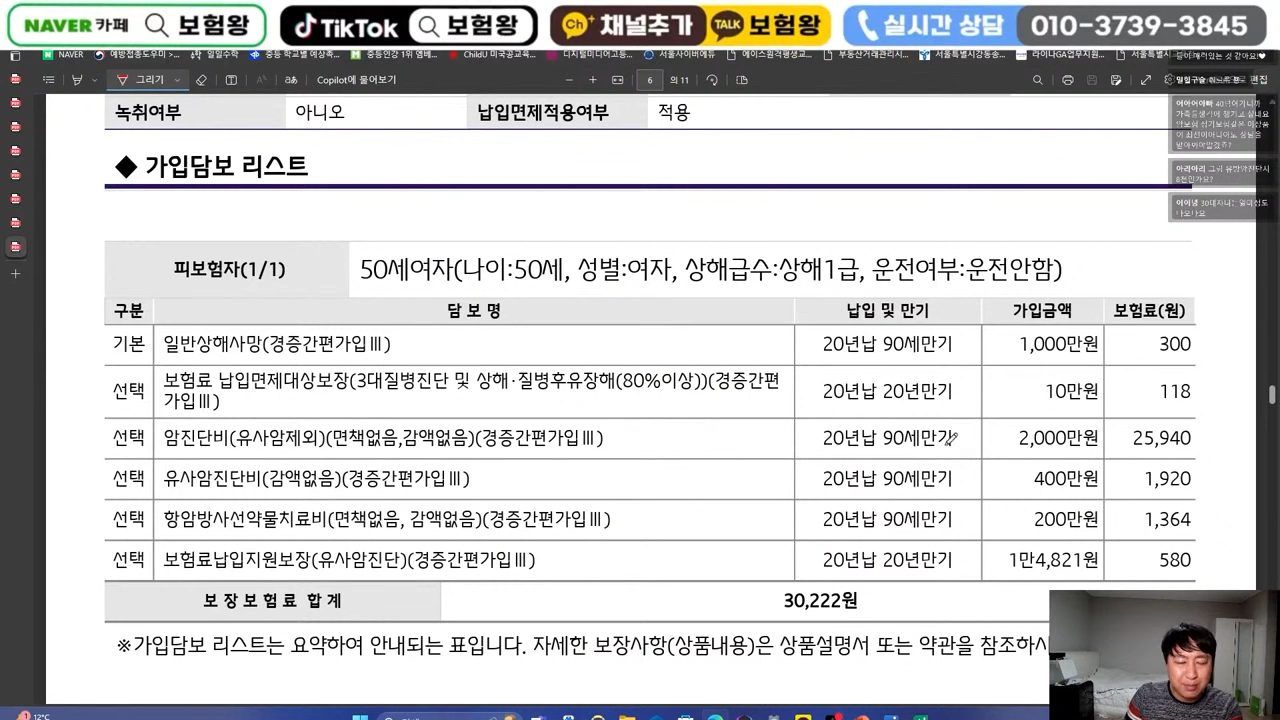 NAVER 카페 보험왕
TikTok 보험왕
Ch+ 채널추가 TALK 보험왕
실시간 상담 010-3739-3845
NAVER
ChildU
그리기
Copilot에 물어보기
6 의 11
편집
녹취여부 아니오 납입면제적용여부 적용
◆ 가입담보 리스트
피보험자(1/1) 50세여자(나이:50세, 성별:여자, 상해급수:상해1급, 운전여부:운전안함)
구분 담 보 명 납입 및 만기 가입금액 보험료(원)
기본 일반상해사망(경증간편가입Ⅲ) 20년납 90세만기 1,000만원 300
선택 보험료 납입면제대상보장(3대질병진단 및 상해·질병후유장해(80%이상))(경증간편
가입Ⅲ) 20년납 20년만기 10만원 118
선택 암진단비(유사암제외)(면책없음,감액없음)(경증간편가입Ⅲ) 20년납 90세만기 2,000만원 25,940
선택 유사암진단비(감액없음)(경증간편가입Ⅲ) 20년납 90세만기 400만원 1,920
선택 항암방사선약물치료비(면책없음, 감액없음)(경증간편가입Ⅲ) 20년납 90세만기 200만원 1,364
선택 보험료납입지원보장(유사암진단)(경증간편가입Ⅲ) 20년납 20년만기 1만4,821원 580
보 장 보 험 료 합 계 30,222원
※가입담보 리스트는 요약하여 안내되는 표입니다. 자세한 보장사항(상품내용)은 상품설명서 또는 약관을 참조하시
12°C